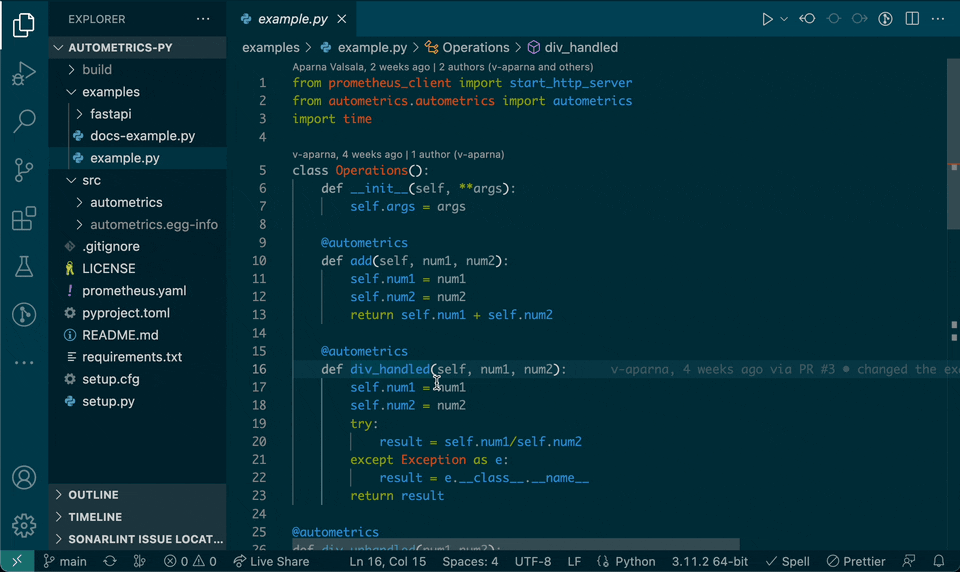 EXPLORER
AUTOMETRICS-PY
build
examples
fastapi
docs-example.py
example.py
src
autometrics
autometrics.egg-info
.gitignore
LICENSE
prometheus.yaml
pyproject.toml
README.md
requirements.txt
setup.cfg
setup.py
OUTLINE
TIMELINE
SONARLINT ISSUE LOCAT...
example.py
examples > example.py > Operations > div_handled
Aparna Valsala, 2 weeks ago | 2 authors (v-aparna and others)
1 from prometheus_client import start_http_server
2 from autometrics.autometrics import autometrics
3 import time
4
v-aparna, 4 weeks ago | 1 author (v-aparna)
5 class Operations():
6 def __init__(self, **args):
7 self.args = args
8
9 @autometrics
10 def add(self, num1, num2):
11 self.num1 = num1
12 self.num2 = num2
13 return self.num1 + self.num2
14
15 @autometrics
16 def div_handled(self, num1, num2): v-aparna, 4 weeks ago via PR #3 • changed the exa
17 self.num1 = num1
18 self.num2 = num2
19 try:
20 result = self.num1/self.num2
21 except Exception as e:
22 result = e.__class__.__name__
23 return result
24
25 @autometrics
26 def div_unhandled(num1, num2):
main 0 0 Live Share Ln 16, Col 15 Spaces: 4 UTF-8 LF Python 3.11.2 64-bit Spell Prettier